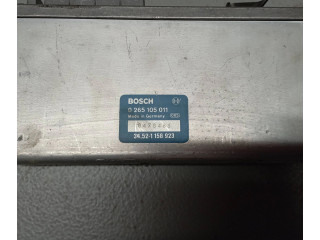 BOSCH
0 265 105 011
Made in Germany
34.52-1 158 923